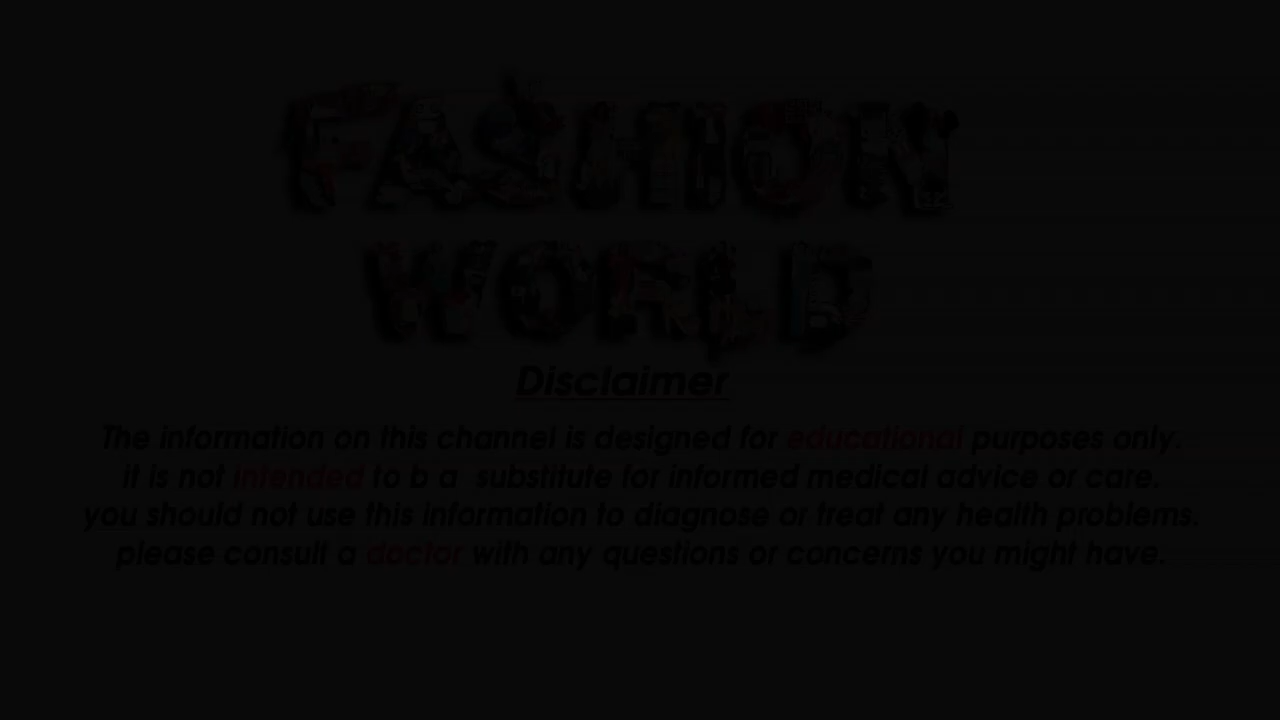 FASHION
WORLD
Disclaimer
The information on this channel is designed for educational purposes only.
it is not intended to b a substitute for informed medical advice or care.
you should not use this information to diagnose or treat any health problems.
please consult a doctor with any questions or concerns you might have.